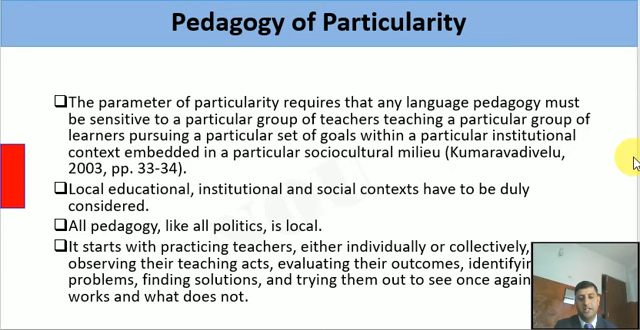 Pedagogy of Particularity
❑The parameter of particularity requires that any language pedagogy must
be sensitive to a particular group of teachers teaching a particular group of
learners pursuing a particular set of goals within a particular institutional
context embedded in a particular sociocultural milieu (Kumaravadivelu,
2003, pp. 33-34).
❑Local educational, institutional and social contexts have to be duly
considered.
❑All pedagogy, like all politics, is local.
❑It starts with practicing teachers, either individually or collectively,
observing their teaching acts, evaluating their outcomes,
problems, finding solutions, and trying them out to see once again
works and what does not.